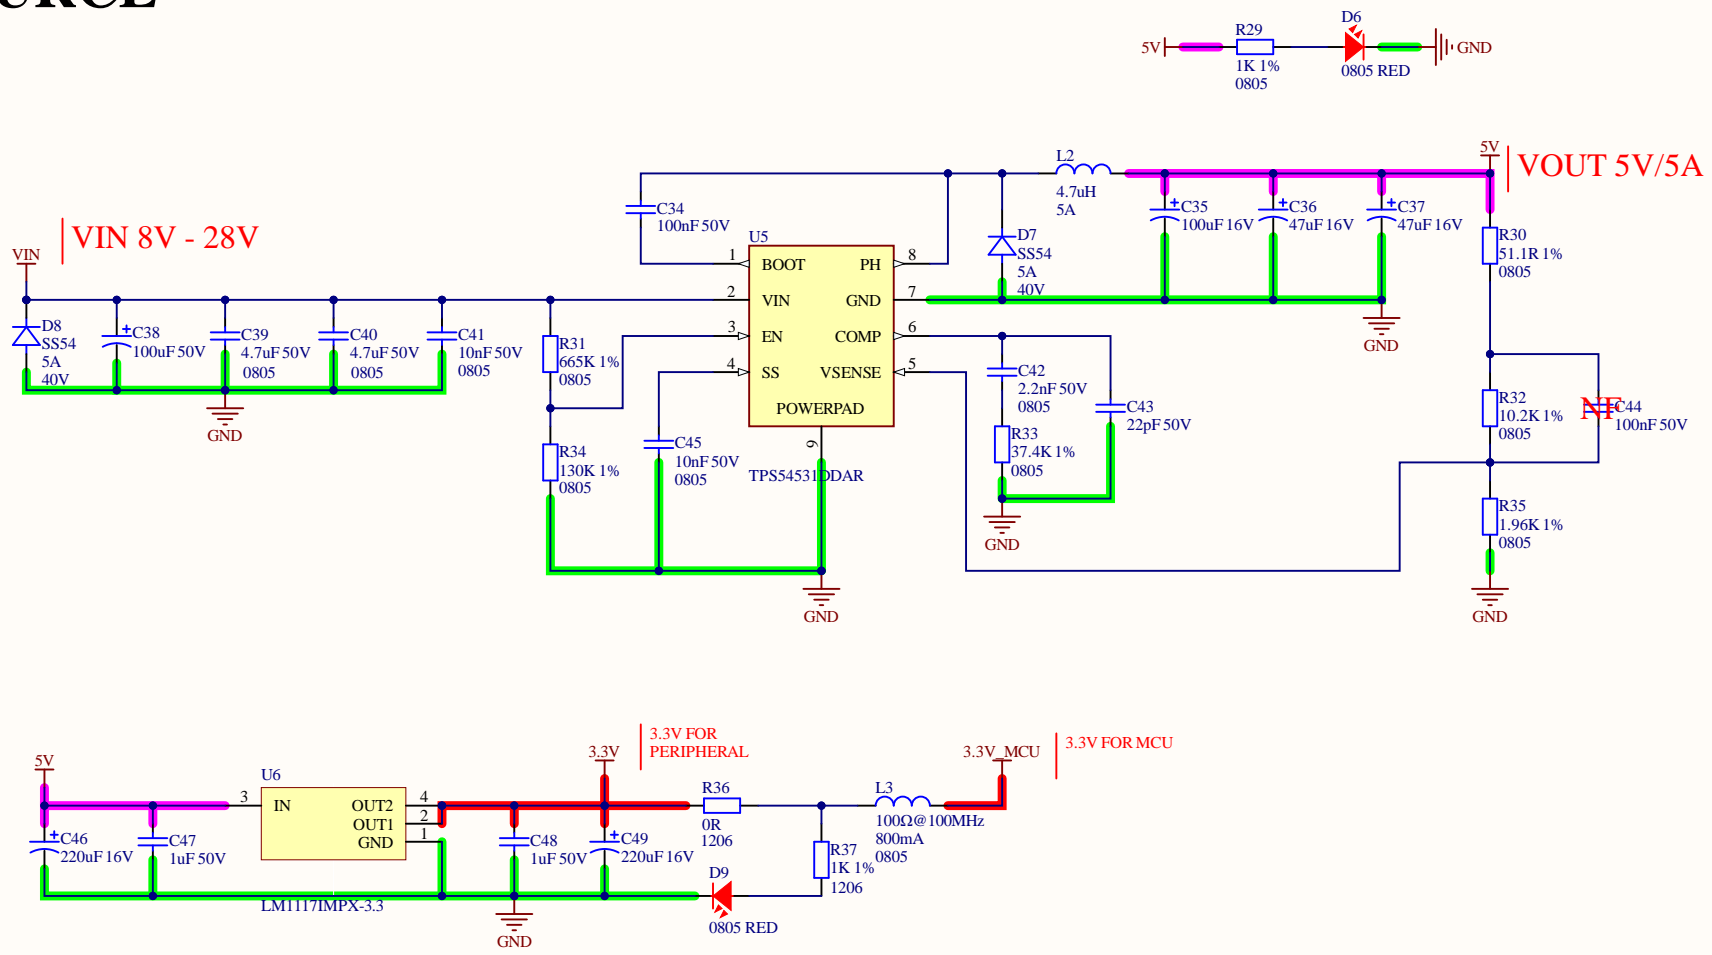 R29
5V
1K 1%
0805
D6
0805 RED
GND
VIN 8V - 28V
VIN
D8
SS54
5A
40V
C38
100uF 50V
C39
4.7uF 50V
0805
C40
4.7uF 50V
0805
C41
10nF 50V
0805
GND
R31
665K 1%
0805
R34
130K 1%
0805
C34
100nF 50V
U5
1
BOOT
2
VIN
3
EN
4
SS
PH
8
GND
7
COMP
6
VSENSE
5
POWERPAD
9
TPS54531DDAR
C45
10nF 50V
0805
GND
L2
4.7uH
5A
D7
SS54
5A
40V
C35
100uF 16V
C36
47uF 16V
C37
47uF 16V
GND
5V
VOUT 5V/5A
R30
51.1R 1%
0805
R32
10.2K 1%
0805
NF
C44
100nF 50V
R35
1.96K 1%
0805
GND
C42
2.2nF 50V
0805
R33
37.4K 1%
0805
C43
22pF 50V
GND
5V
C46
220uF 16V
C47
1uF 50V
U6
3
IN
OUT2
4
OUT1
2
GND
1
LM1117IMPX-3.3
C48
1uF 50V
3.3V
C49
220uF 16V
GND
3.3V FOR
PERIPHERAL
R36
0R
1206
D9
0805 RED
R37
1K 1%
1206
L3
100Ω@100MHz
800mA
0805
3.3V_MCU
3.3V FOR MCU